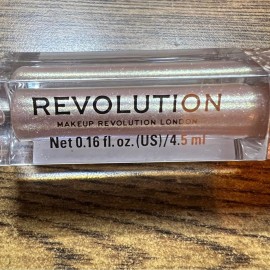 REVOLUTION
MAKEUP REVOLUTION LONDON
Net 0.16 fl. oz. (US)/4.5 ml